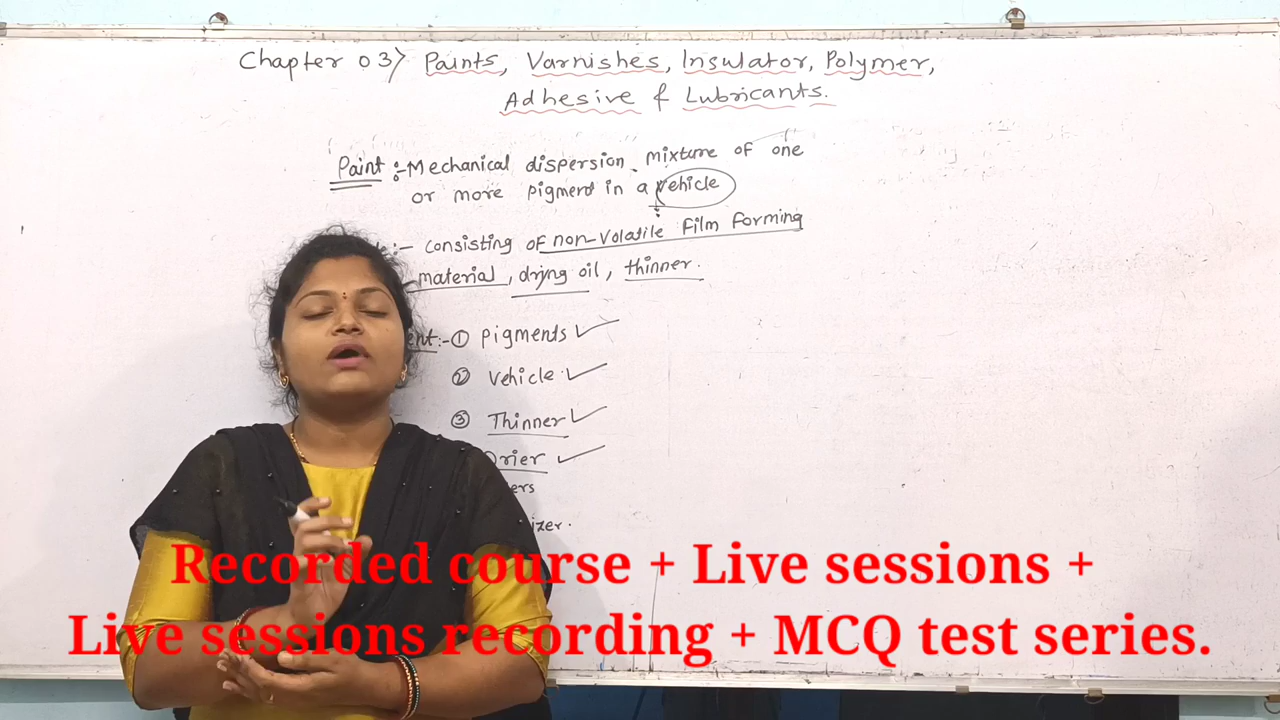 Chapter 03> Paints, Varnishes, Insulator, Polymer,
Adhesive & Lubricants.
Paint :- Mechanical dispersion mixture of one
or more pigment in a vehicle
:- consisting of non-volatile film forming
material, drying oil, thinner.
:- ① Pigments ✓
② Vehicle ✓
③ Thinner ✓
Drier ✓
Recorded course + Live sessions +
Live sessions recording + MCQ test series.